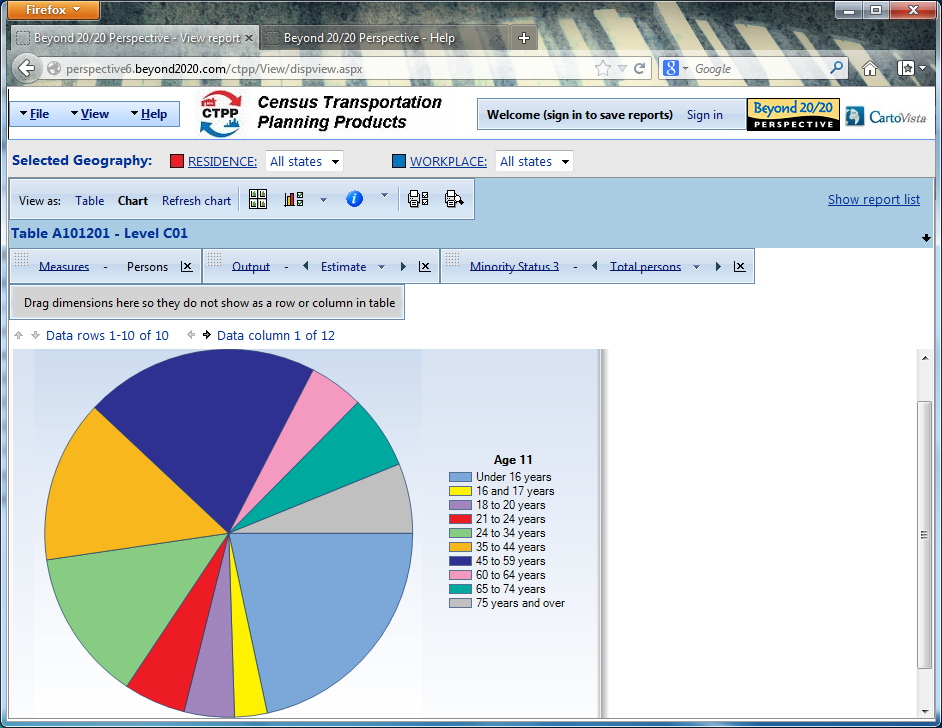 Firefox
Beyond 20/20 Perspective - View report
Beyond 20/20 Perspective - Help
perspective6.beyond2020.com/ctpp/View/dispview.aspx
Google
File View Help
CTPP
Census Transportation
Planning Products
Welcome (sign in to save reports) Sign in
Beyond 20/20
PERSPECTIVE
CartoVista
Selected Geography: RESIDENCE: All states WORKPLACE: All states
View as: Table Chart Refresh chart
Show report list
Table A101201 - Level C01
Measures - Persons
Output - Estimate
Minority Status 3 - Total persons
Drag dimensions here so they do not show as a row or column in table
Data rows 1-10 of 10 Data column 1 of 12
Age 11
Under 16 years
16 and 17 years
18 to 20 years
21 to 24 years
24 to 34 years
35 to 44 years
45 to 59 years
60 to 64 years
65 to 74 years
75 years and over